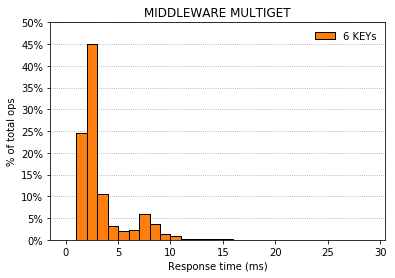 MIDDLEWARE MULTIGET
6 KEYs
% of total ops
50%
45%
40%
35%
30%
25%
20%
15%
10%
5%
0%
0 5 10 15 20 25 30
Response time (ms)